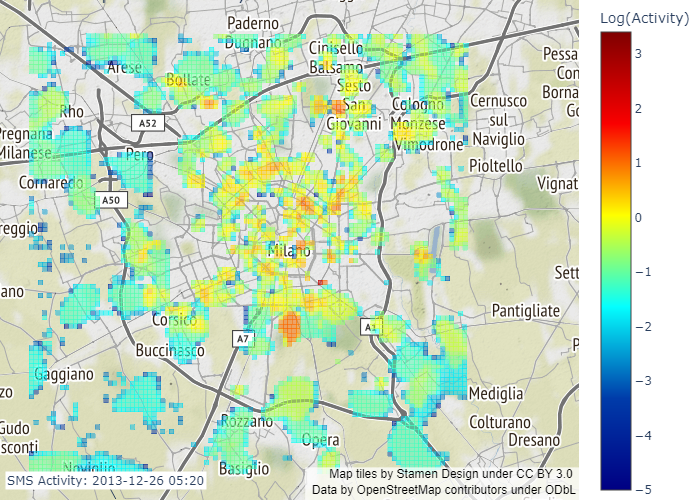 Log(Activity)
Paderno
Dugnano
Cinisello
Balsamo
Arese
Bollate
Sesto
San
Giovanni
Cologno
Monzese
Cernusco
sul
Naviglio
Pessa
Con
Borna
Go
Rho
A52
Vimodrone
Pregnana
Milanese
Pero
Pioltello
Cornaredo
Vignat
A50
reggio
Milano
Sett
ano
Corsico
Pantigliate
A7
A1
P
Buccinasco
Gaggiano
Mediglia
zo
Rozzano
Colturano
Gudo
sconti
Opera
Dresano
Noviglio
Basiglio
SMS Activity: 2013-12-26 05:20
Map tiles by Stamen Design under CC BY 3.0
Data by OpenStreetMap contributors under ODbL
3
2
1
0
−1
−2
−3
−4
−5